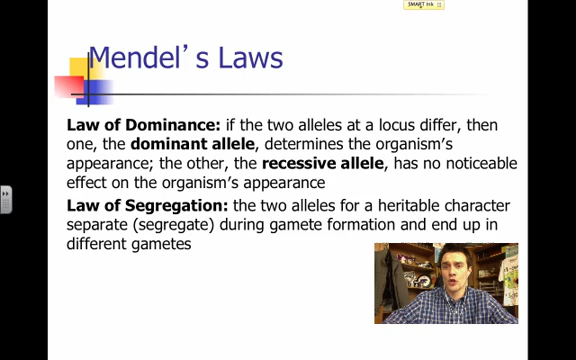 SMART Ink
Mendel's Laws
Law of Dominance: if the two alleles at a locus differ, then
one, the dominant allele, determines the organism's
appearance; the other, the recessive allele, has no noticeable
effect on the organism's appearance
Law of Segregation: the two alleles for a heritable character
separate (segregate) during gamete formation and end up in
different gametes